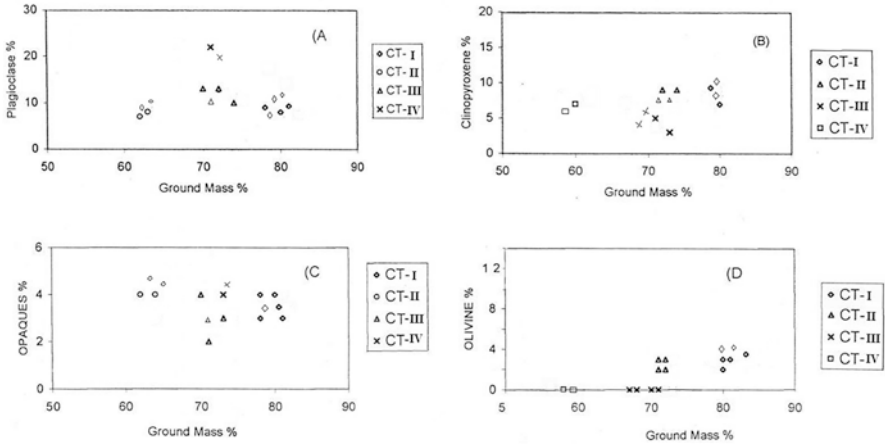 30
20
10
0
Plagioclase %
50
60
70
80
90
Ground Mass %
(A
CT-I
CT-II
CT-III
CT-IV
20
15
10
5
0
Clinopyroxene %
50
60
70
80
90
Ground Mass %
(B)
CT-I
CT-II
CT-III
CT-IV
6
4
2
0
OPAQUES %
50
60
70
80
90
Ground Mass %
(C
CT-I
CT-II
CT-III
CT-IV
1 2
8
4
0
OLIVINE %
5
60
70
80
90
Ground Mass %
(D
CT-I
CT-II
CT-III
CT-IV